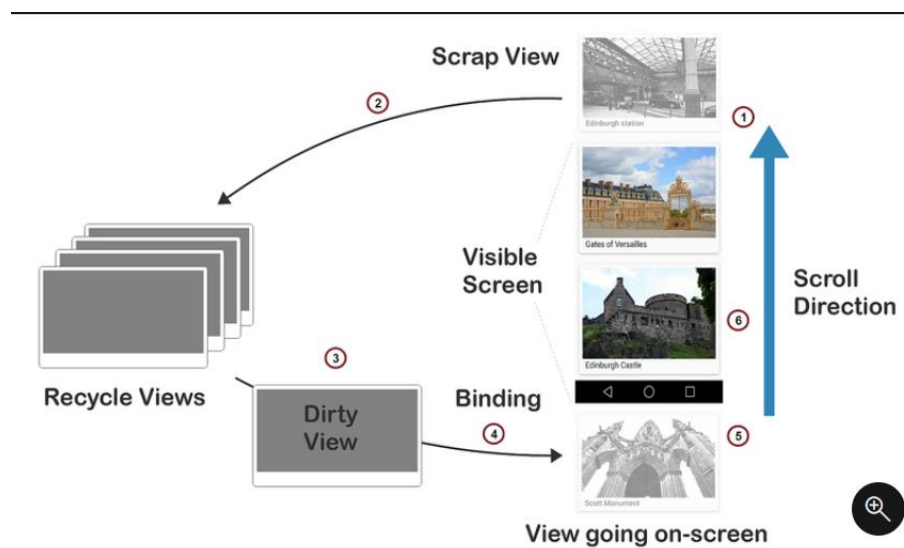 Scrap View
2
Edinburgh station
1
Gates of Versailles
Visible
Screen
Scroll
Direction
6
Edinburgh Castle
3
Recycle Views
Dirty
View
Binding
4
5
Scott Monument
View going on-screen